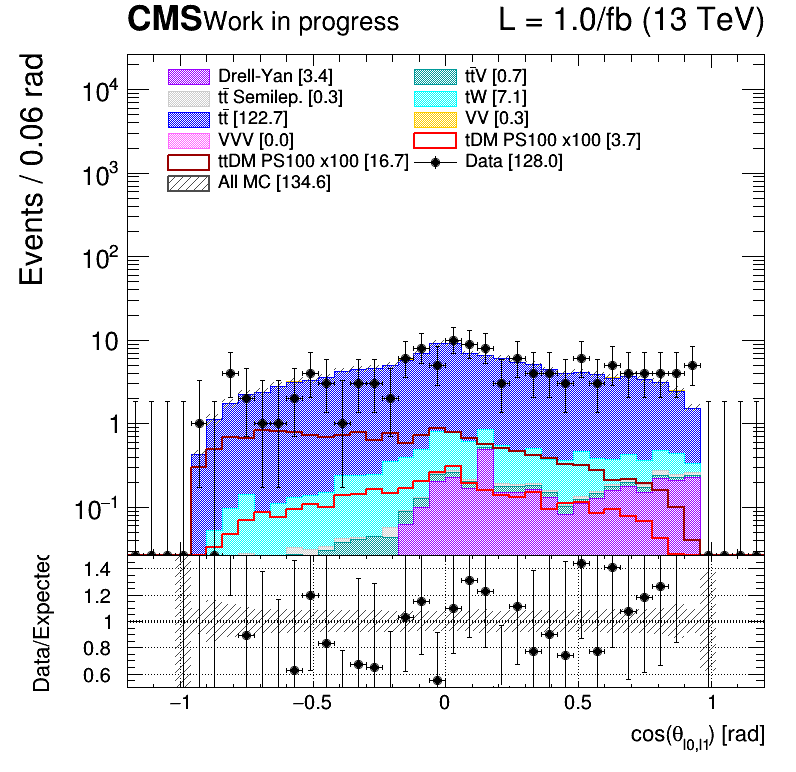 CMS Work in progress L = 1.0/fb (13 TeV)
Events / 0.06 rad
Drell-Yan [3.4] tt̄V [0.7]
tt̄ Semilep. [0.3] tW [7.1]
tt̄ [122.7] VV [0.3]
VVV [0.0] tDM PS100 x100 [3.7]
ttDM PS100 x100 [16.7] Data [128.0]
All MC [134.6]
10⁴
10³
10²
10
1
10⁻¹
Data/Expected
1.4
1.2
1
0.8
0.6
−1 −0.5 0 0.5 1
cos(θ_{l0,l1}) [rad]